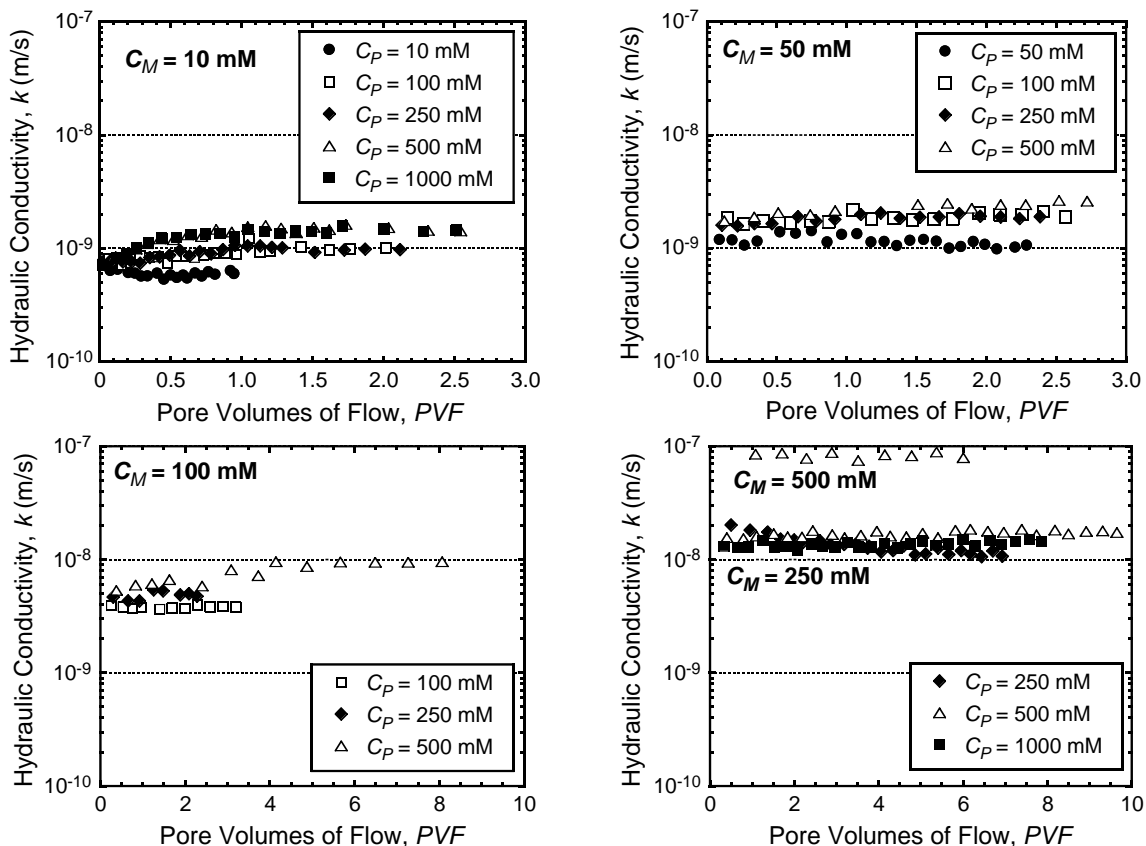 Hydraulic Conductivity, k (m/s)
10⁻⁷
10⁻⁸
10⁻⁹
10⁻¹⁰
C_M = 10 mM
C_P = 10 mM
C_P = 100 mM
C_P = 250 mM
C_P = 500 mM
C_P = 1000 mM
0 0.5 1.0 1.5 2.0 2.5 3.0
Pore Volumes of Flow, PVF
Hydraulic Conductivity, k (m/s)
10⁻⁷
10⁻⁸
10⁻⁹
10⁻¹⁰
C_M = 50 mM
C_P = 50 mM
C_P = 100 mM
C_P = 250 mM
C_P = 500 mM
0.0 0.5 1.0 1.5 2.0 2.5 3.0
Pore Volumes of Flow, PVF
Hydraulic Conductivity, k (m/s)
10⁻⁷
10⁻⁸
10⁻⁹
10⁻¹⁰
C_M = 100 mM
C_P = 100 mM
C_P = 250 mM
C_P = 500 mM
0 2 4 6 8 10
Pore Volumes of Flow, PVF
Hydraulic Conductivity, k (m/s)
10⁻⁷
10⁻⁸
10⁻⁹
10⁻¹⁰
C_M = 500 mM
C_M = 250 mM
C_P = 250 mM
C_P = 500 mM
C_P = 1000 mM
0 2 4 6 8 10
Pore Volumes of Flow, PVF